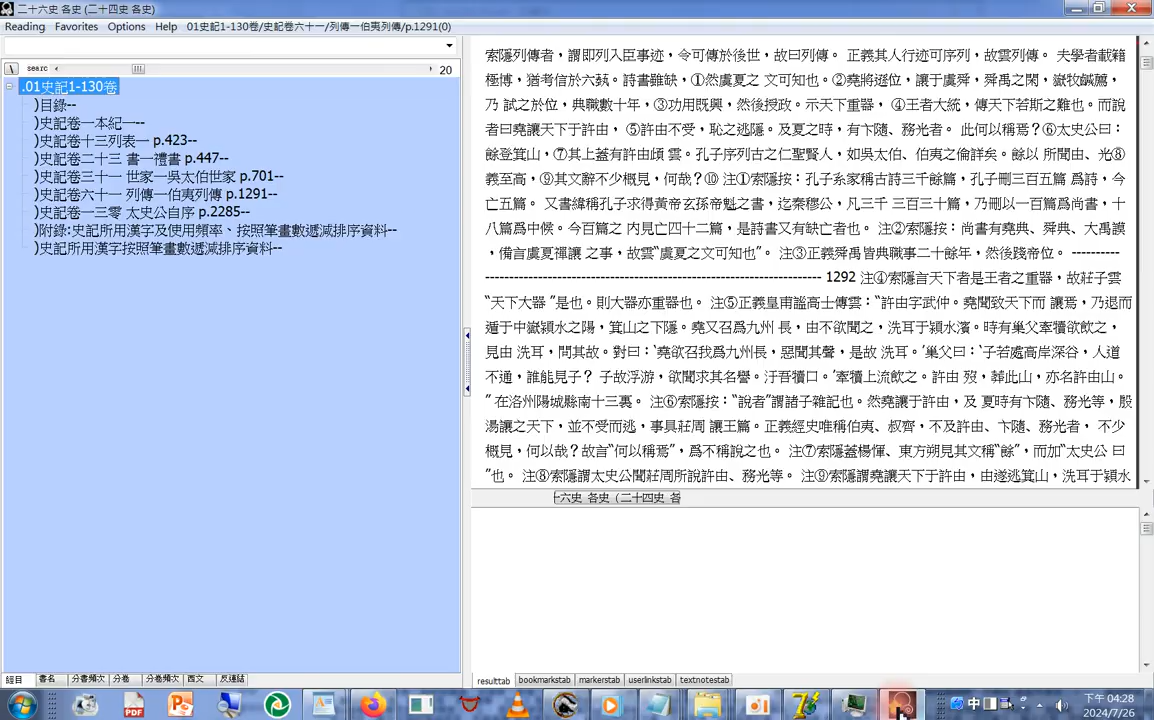 二十六史 各史 (二十四史 各史)
Reading Favorites Options Help 01史記1-130卷/史記卷六十一/列傳一伯夷列傳/p.1291(0)
searc 20
.01史記1-130卷
)目錄--
)史記卷一本紀一--
)史記卷十三列表一 p.423--
)史記卷二十三 書一禮書 p.447--
)史記卷三十一 世家一吳太伯世家 p.701--
)史記卷六十一 列傳一伯夷列傳 p.1291--
)史記卷一三零 太史公自序 p.2285--
)附錄:史記所用漢字及使用頻率、按照筆畫數遞减排序資料--
)史記所用漢字按照筆畫數遞减排序資料--
索隱列傳者，謂即列入臣事迹，令可傳於後世，故曰列傳。 正義其人行迹可序列，故雲列傳。 夫學者載籍
極博，猶考信於六藝。詩書雖缺，①然虞夏之 文可知也。②堯將遜位，讓于虞舜，舜禹之閑，嶽牧鹹薦，
乃 試之於位，典職數十年，③功用既興，然後授政。示天下重器， ④王者大統，傳天下若斯之難也。而說
者曰堯讓天下于許由， ⑤許由不受，恥之逃隱。及夏之時，有卞隨、務光者。 此何以稱焉？⑥太史公曰：
餘登箕山，⑦其上蓋有許由頉 雲。孔子序列古之仁聖賢人，如吳太伯、伯夷之倫詳矣。餘以 所聞由、光⑧
義至高，⑨其文辭不少概見，何哉？⑩ 注①索隱按：孔子糸家稱古詩三千餘篇，孔子刪三百五篇 爲詩，今
亡五篇。 又書緯稱孔子求得黃帝玄孫帝魁之書，迄秦穆公，凡三千 三百三十篇，乃刪以一百篇爲尚書，十
八篇爲中候。今百篇之 内見亡四十二篇，是詩書又有缺亡者也。 注②索隱按：尚書有堯典、舜典、大禹謨
，備言虞夏禪讓 之事，故雲“虞夏之文可知也”。 注③正義舜禹皆典職事二十餘年，然後踐帝位。 ----------
---------------------------------------------------------------------- 1292 注④索隱言天下者是王者之重器，故莊子雲
“天下大器 ”是也。則大器亦重器也。 注⑤正義皇甫謐高士傳雲：“許由字武仲。堯聞致天下而 讓焉，乃退而
遁于中嶽潁水之陽，箕山之下隱。堯又召爲九州 長，由不欲聞之，洗耳于潁水濱。時有巢父牽犢欲飲之，
見由 洗耳，問其故。對曰：‘堯欲召我爲九州長，惡聞其聲，是故 洗耳。’巢父曰：‘子若處高岸深谷，人道
不通，誰能見子？ 子故浮游，欲聞求其名譽。汙吾犢口。’牽犢上流飲之。許由 歿，葬此山，亦名許由山。
” 在洛州陽城縣南十三裏。 注⑥索隱按：“說者”謂諸子雜記也。然堯讓于許由，及 夏時有卞隨、務光等，殷
湯讓之天下，並不受而逃，事具莊周 讓王篇。正義經史唯稱伯夷、叔齊，不及許由、卞隨、務光者， 不少
概見，何以哉？故言“何以稱焉”，爲不稱說之也。 注⑦索隱蓋楊惲、東方朔見其文稱“餘”，而加“太史公 曰
”也。 注⑧索隱謂太史公聞莊周所說許由、務光等。 注⑨索隱謂堯讓天下于許由，由遂逃箕山，洗耳于潁水
六史 各史（二十四史 各
經目 書名 分書頻次 分卷 分卷頻次 西文 反連結
resulttab bookmarkstab markerstab userlinkstab textnotestab
PDF
中
下午 04:28
2024/7/26